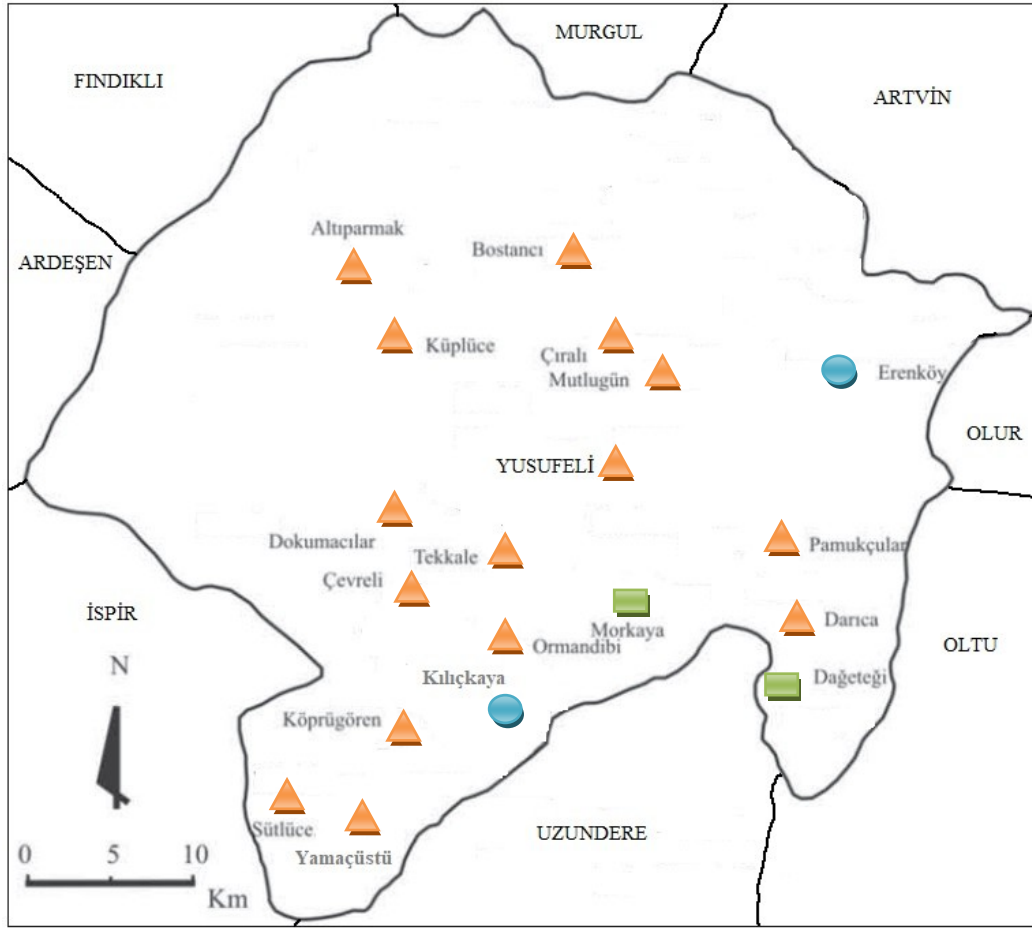 MURGUL
FINDIKLI
ARTVİN
Altıparmak
Bostancı
ARDEŞEN
Küplüce
Çıralı
Mutlugün
Erenköy
OLUR
YUSUFELİ
Dokumacılar
Tekkale
Pamukçular
Çevreli
İSPİR
Morkaya
Darıca
Ormandibi
OLTU
N
Kılıçkaya
Dağeteği
Köprügören
Sütlüce
UZUNDERE
Yamaçüstü
0 5 10
Km